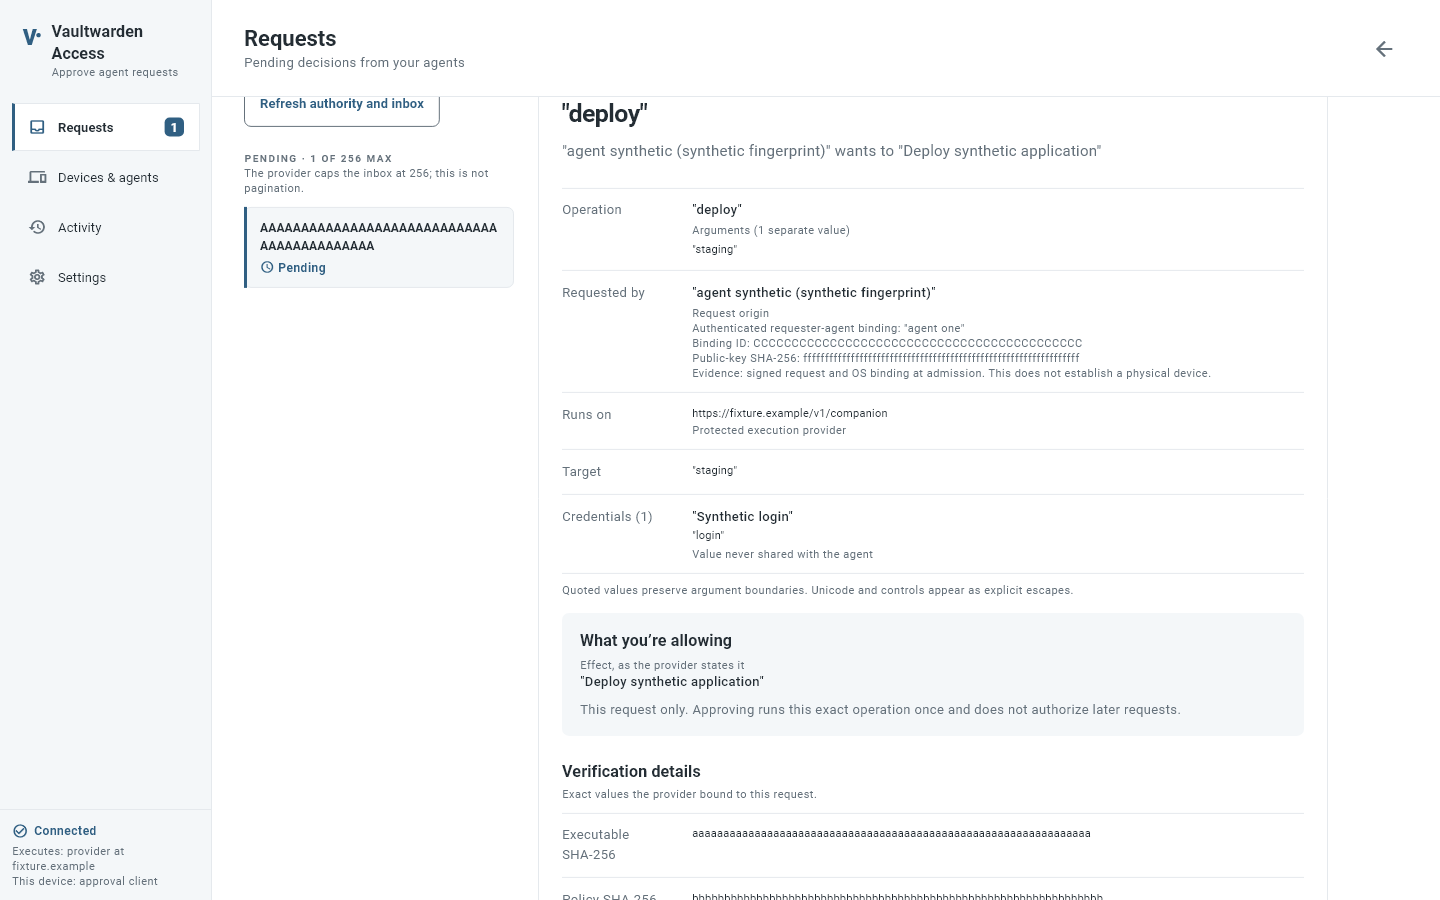 Vaultwarden
Access
Approve agent requests
Requests
1
Devices & agents
Activity
Settings
Connected
Executes: provider at
fixture.example
This device: approval client
Requests
Pending decisions from your agents
Refresh authority and inbox
PENDING · 1 OF 256 MAX
The provider caps the inbox at 256; this is not
pagination.
AAAAAAAAAAAAAAAAAAAAAAAAAAAAA
AAAAAAAAAAAAAA
Pending
"deploy"
"agent synthetic (synthetic fingerprint)" wants to "Deploy synthetic application"
Operation
"deploy"
Arguments (1 separate value)
"staging"
Requested by
"agent synthetic (synthetic fingerprint)"
Request origin
Authenticated requester-agent binding: "agent one"
Binding ID: CCCCCCCCCCCCCCCCCCCCCCCCCCCCCCCCCCCCCCCCCCC
Public-key SHA-256: ffffffffffffffffffffffffffffffffffffffffffffffffffffffffffffffff
Evidence: signed request and OS binding at admission. This does not establish a physical device.
Runs on
https://fixture.example/v1/companion
Protected execution provider
Target
"staging"
Credentials (1)
"Synthetic login"
"login"
Value never shared with the agent
Quoted values preserve argument boundaries. Unicode and controls appear as explicit escapes.
What you’re allowing
Effect, as the provider states it
"Deploy synthetic application"
This request only. Approving runs this exact operation once and does not authorize later requests.
Verification details
Exact values the provider bound to this request.
Executable
SHA-256
aaaaaaaaaaaaaaaaaaaaaaaaaaaaaaaaaaaaaaaaaaaaaaaaaaaaaaaaaaaaaaaa
Policy SHA-256
bbbbbbbbbbbbbbbbbbbbbbbbbbbbbbbbbbbbbbbbbbbbbbbbbbbbbbbbbbbbbbbb